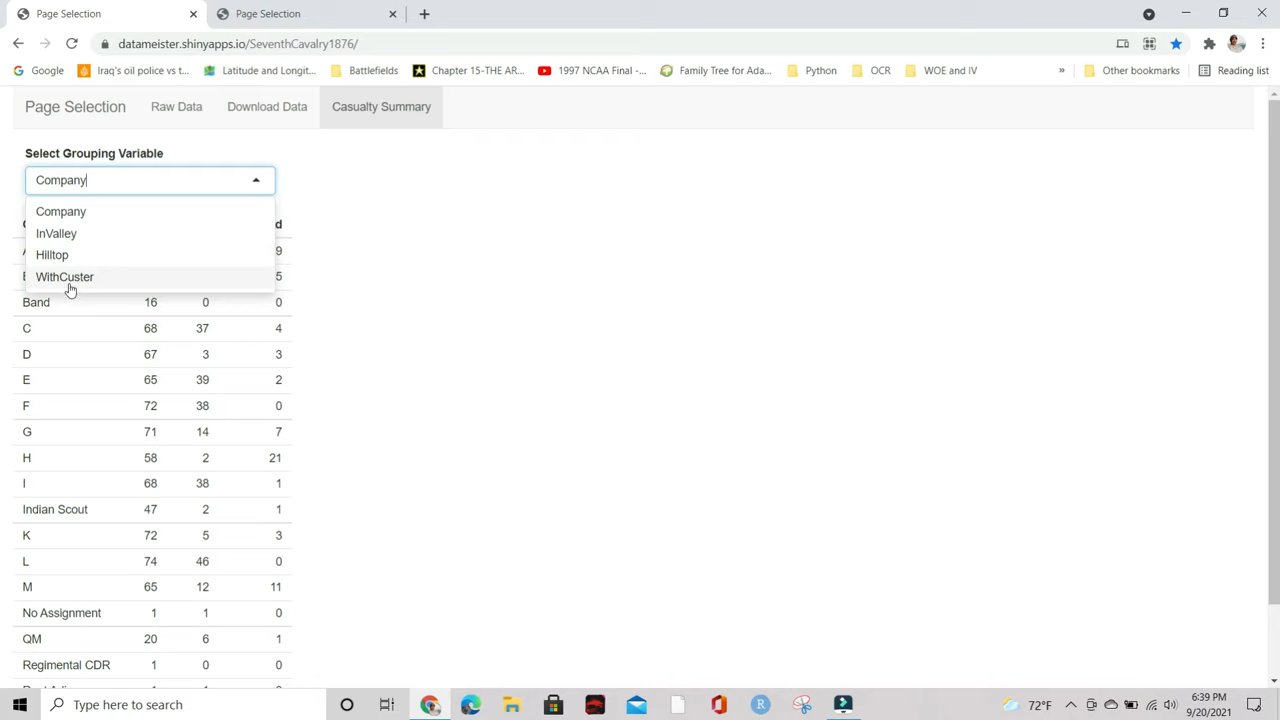 Page Selection
Page Selection
datameister.shinyapps.io/SeventhCavalry1876/
Google Iraq's oil police vs t... Latitude and Longit... Battlefields Chapter 15-THE AR... 1997 NCAA Final -... Family Tree for Ada... Python OCR WOE and IV » Other bookmarks Reading list
Page Selection Raw Data Download Data Casualty Summary
Select Grouping Variable
Company
Company
InValley
Hilltop
WithCuster
d
9
5
Band 16 0 0
C 68 37 4
D 67 3 3
E 65 39 2
F 72 38 0
G 71 14 7
H 58 2 21
I 68 38 1
Indian Scout 47 2 1
K 72 5 3
L 74 46 0
M 65 12 11
No Assignment 1 1 0
QM 20 6 1
Regimental CDR 1 0 0
Type here to search
72°F
6:39 PM
9/20/2021